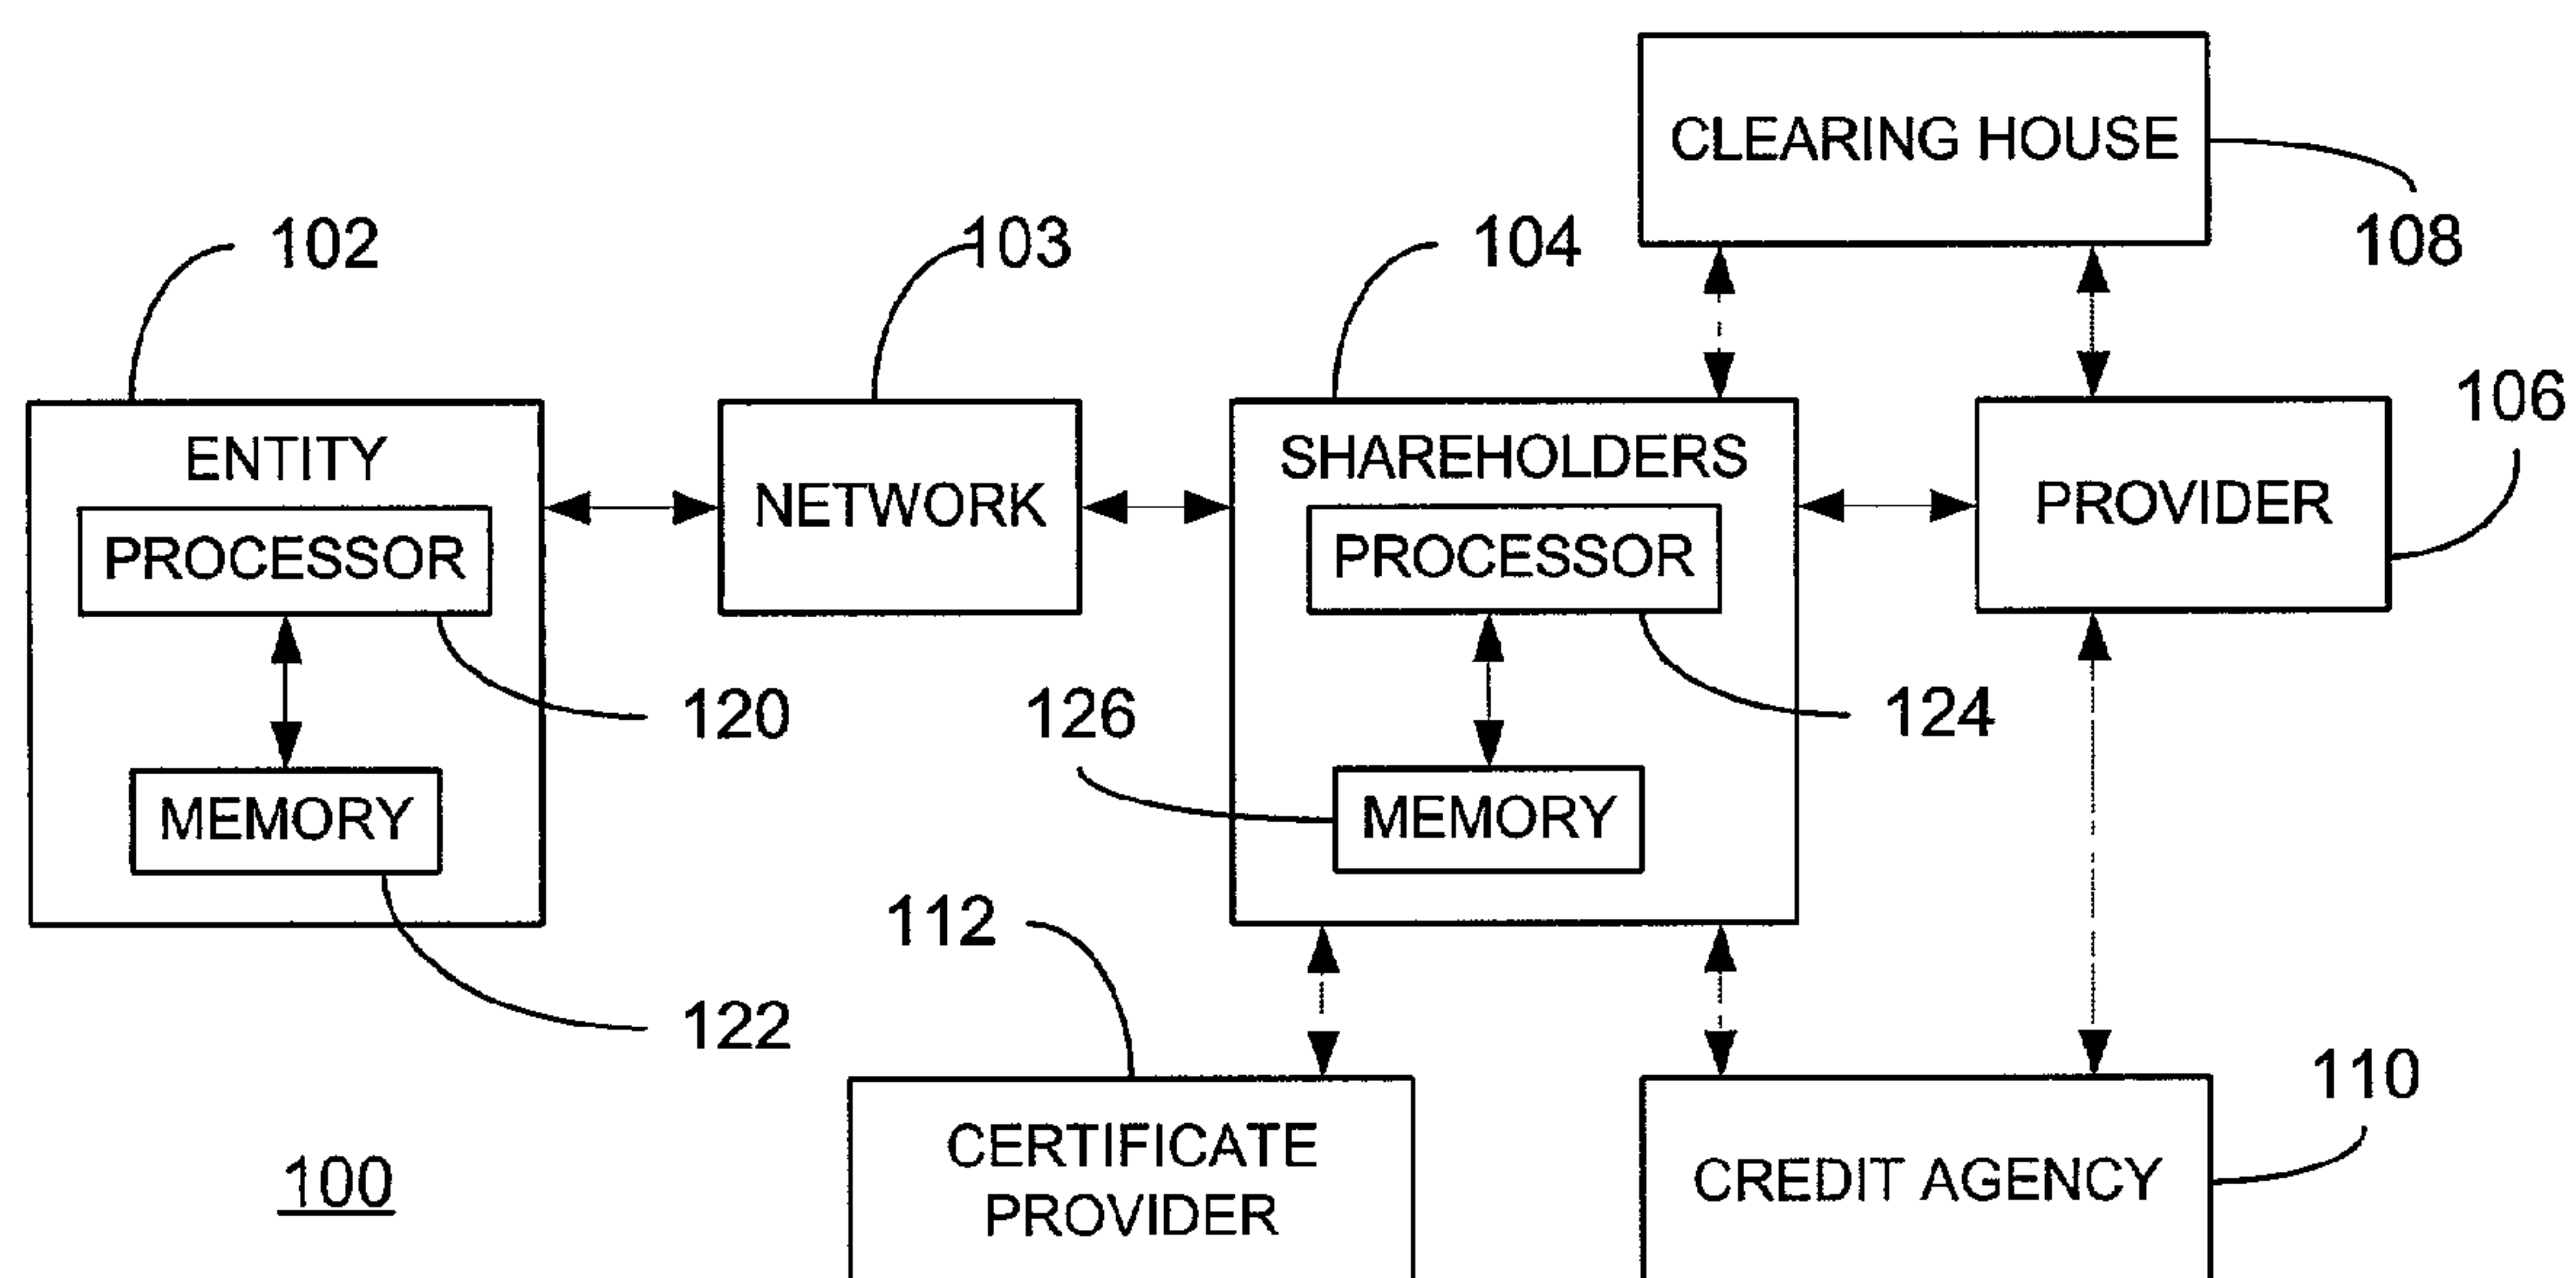 CLEARING HOUSE
102
103
104
108
106
ENTITY
NETWORK
SHAREHOLDERS
PROVIDER
PROCESSOR
PROCESSOR
120
126
124
MEMORY
MEMORY
112
122
110
CERTIFICATE
PROVIDER
CREDIT AGENCY
100